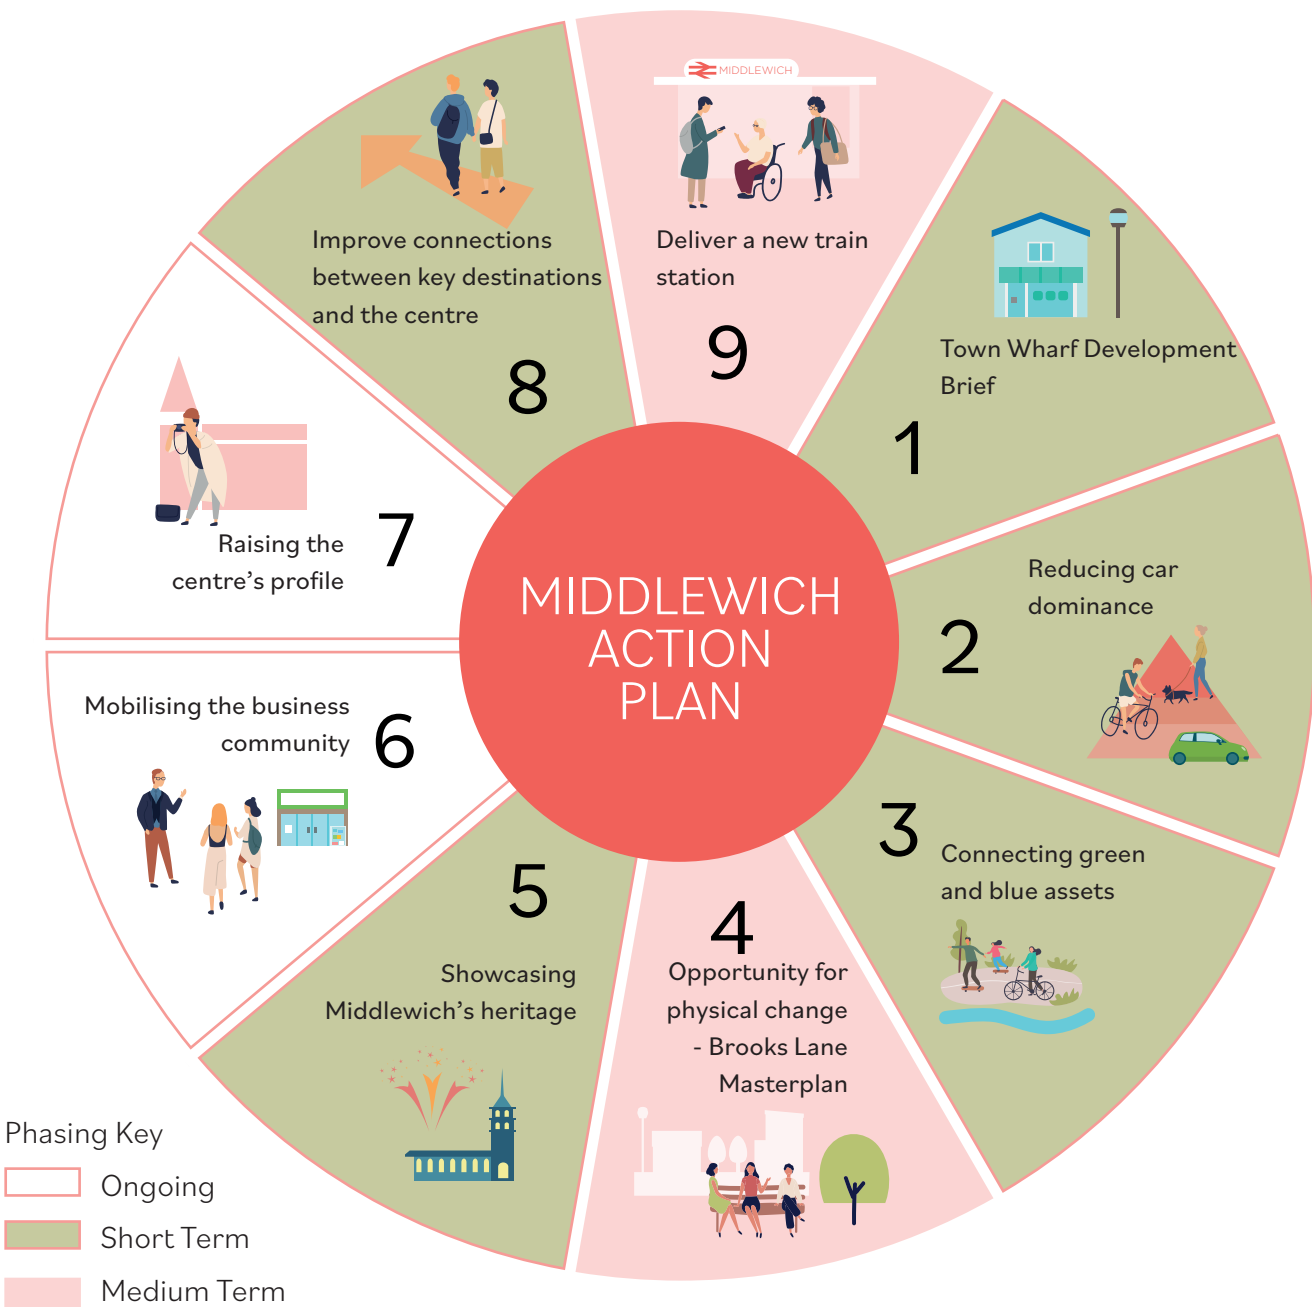 MIDDLEWICH
Deliver a new train
station
9
Town Wharf Development
Brief
1
Reducing car
dominance
2
3
Connecting green
and blue assets
4
Opportunity for
physical change
- Brooks Lane
Masterplan
5
Showcasing
Middlewich's heritage
Mobilising the business
community
6
7
Raising the
centre's profile
Improve connections
between key destinations
and the centre
8
MIDDLEWICH
ACTION
PLAN
Phasing Key
Ongoing
Short Term
Medium Term